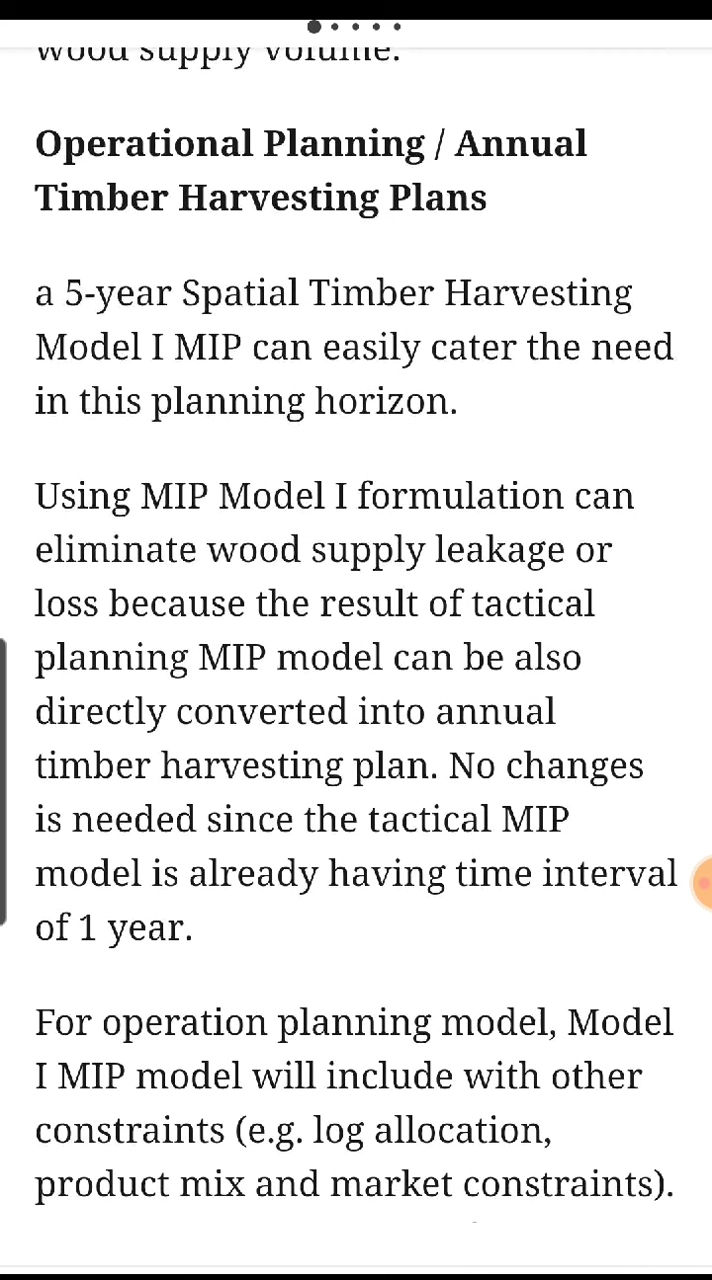 wood supply volume.
Operational Planning / Annual
Timber Harvesting Plans
a 5-year Spatial Timber Harvesting
Model I MIP can easily cater the need
in this planning horizon.
Using MIP Model I formulation can
eliminate wood supply leakage or
loss because the result of tactical
planning MIP model can be also
directly converted into annual
timber harvesting plan. No changes
is needed since the tactical MIP
model is already having time interval
of 1 year.
For operation planning model, Model
I MIP model will include with other
constraints (e.g. log allocation,
product mix and market constraints).